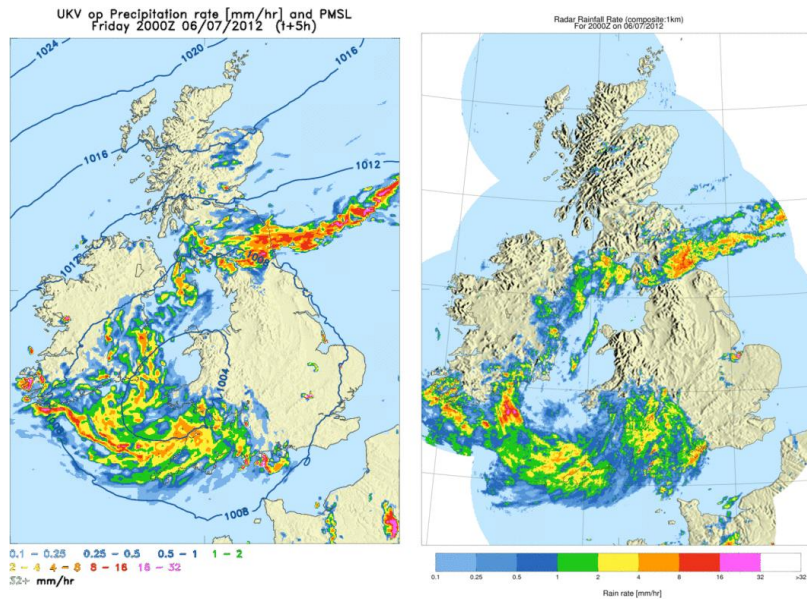 UKV op Precipitation rate [mm/hr] and PMSL
Friday 2000Z 06/07/2012 (t+5h)
1024
1020
1016
1016
1012
1012
1004
1008
0.1 - 0.25 0.25 - 0.5 0.5 - 1 1 - 2
2 - 4 4 - 8 8 - 16 16 - 32
32+ mm/hr
Radar Rainfall Rate (composite:1km)
For 2000Z on 06/07/2012
0.1 0.25 0.5 1 2 4 8 16 32 >32
Rain rate [mm/hr]